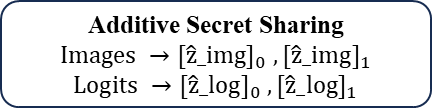 Additive Secret Sharing
Images → [ẑ_img]₀ , [ẑ_img]₁
Logits → [ẑ_log]₀ , [ẑ_log]₁